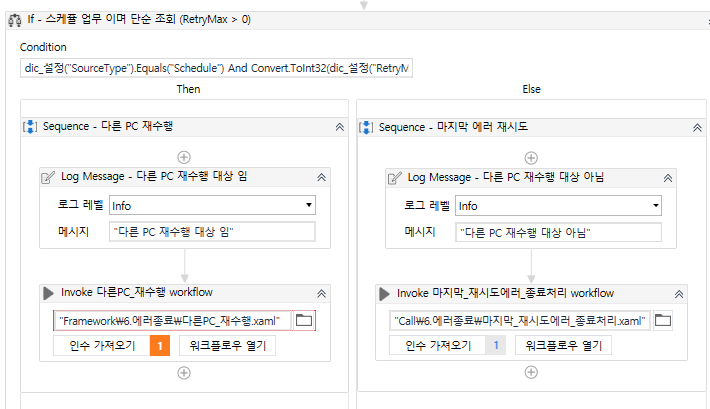 If - 스케쥴 업무 이며 단순 조회 (RetryMax > 0)
Condition
dic_설정("SourceType").Equals("Schedule") And Convert.ToInt32(dic_설정("RetryM
Then
Else
Sequence - 다른 PC 재수행
Sequence - 마지막 에러 재시도
Log Message - 다른 PC 재수행 대상 임
Log Message - 다른 PC 재수행 대상 아님
로그 레벨 Info
로그 레벨 Info
메시지 "다른 PC 재수행 대상 임"
메시지 "다른 PC 재수행 대상 아님"
Invoke 다른PC_재수행 workflow
Invoke 마지막_재시도에러_종료처리 workflow
"Framework₩6.에러종료₩다른PC_재수행.xaml"
"Call₩6.에러종료₩마지막_재시도에러_종료처리.xaml"
인수 가져오기 1 워크플로우 열기
인수 가져오기 1 워크플로우 열기